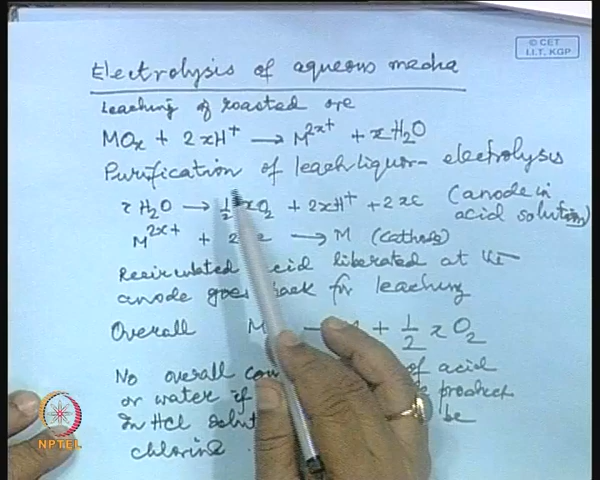 © CET
I.I.T. KGP
Electrolysis of aqueous media
Leaching of roasted ore
MOx + 2xH⁺ → M²ˣ⁺ + xH₂O
Purification of leach liquor - electrolysis
xH₂O → ½ xO₂ + 2xH⁺ + 2xe (anode in
acid solution)
M²ˣ⁺ + 2 e → M (Cathode)
Recirculated acid liberated at
anode goes back for leaching
Overall M + ½ xO₂
No overall of acid
or water if product
In HCl be
chlorine
NPTEL